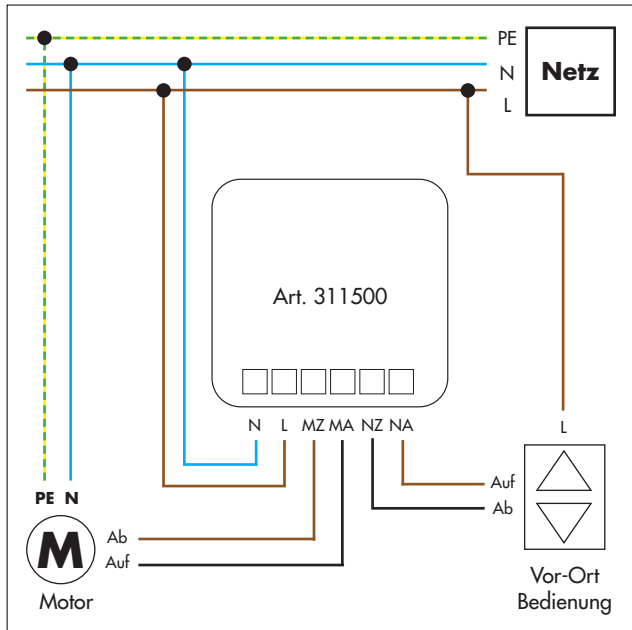 PE
N
L
Netz
Art. 311500
N L MZ MA NZ NA
L
Auf
Ab
PE N
M
Ab
Auf
Motor
Vor-Ort
Bedienung